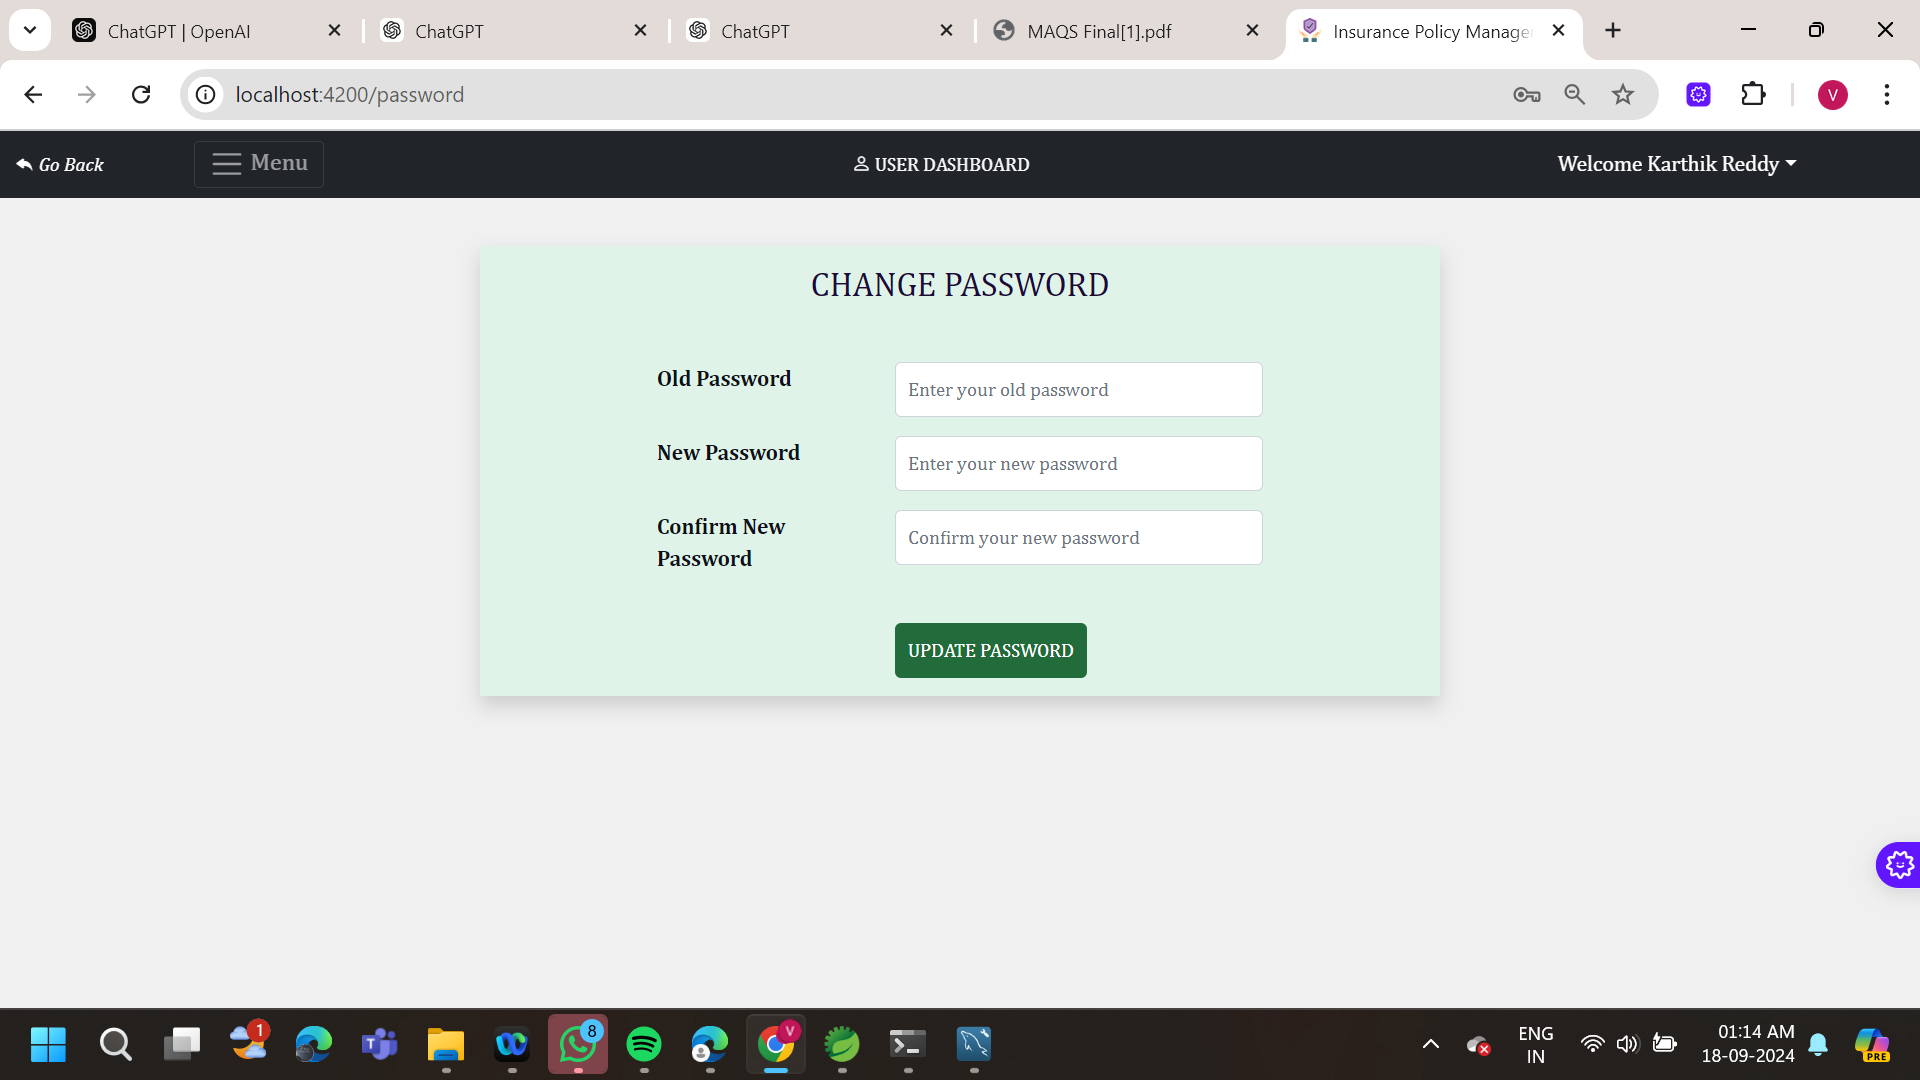 ChatGPT | OpenAI
ChatGPT
ChatGPT
MAQS Final[1].pdf
Insurance Policy Manage
localhost:4200/password
V
Go Back
Menu
USER DASHBOARD
Welcome Karthik Reddy
CHANGE PASSWORD
Old Password
Enter your old password
New Password
Enter your new password
Confirm New
Password
Confirm your new password
UPDATE PASSWORD
1
8
V
ENG
IN
01:14 AM
18-09-2024
PRE